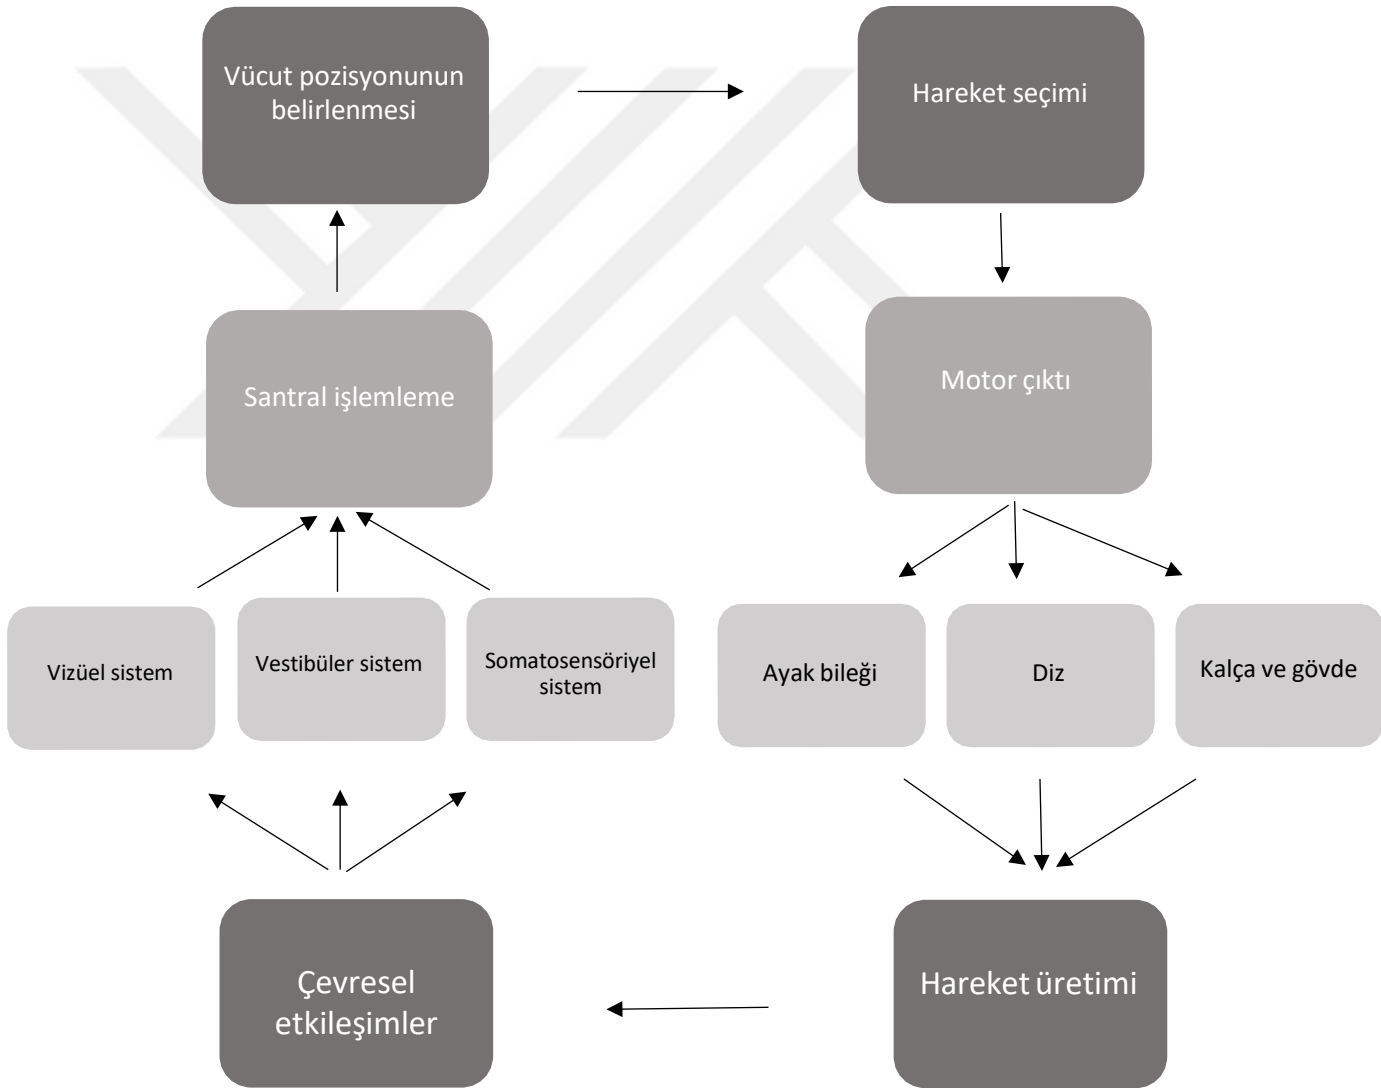 Vücut pozisyonunun
belirlenmesi
Hareket seçimi
Santral işlemleme
Motor çıktı
Vizüel sistem
Vestibüler sistem
Somatosensöriyel
sistem
Ayak bileği
Diz
Kalça ve gövde
Çevresel
etkileşimler
Hareket üretimi